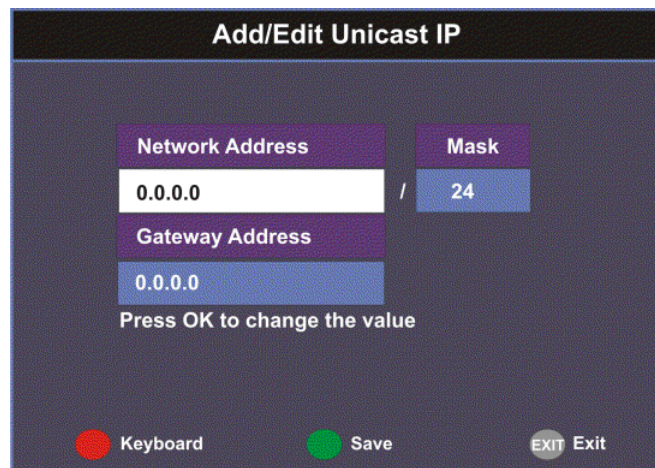 Add/Edit Unicast IP
Network Address Mask
0.0.0.0 / 24
Gateway Address
0.0.0.0
Press OK to change the value
Keyboard Save EXIT Exit